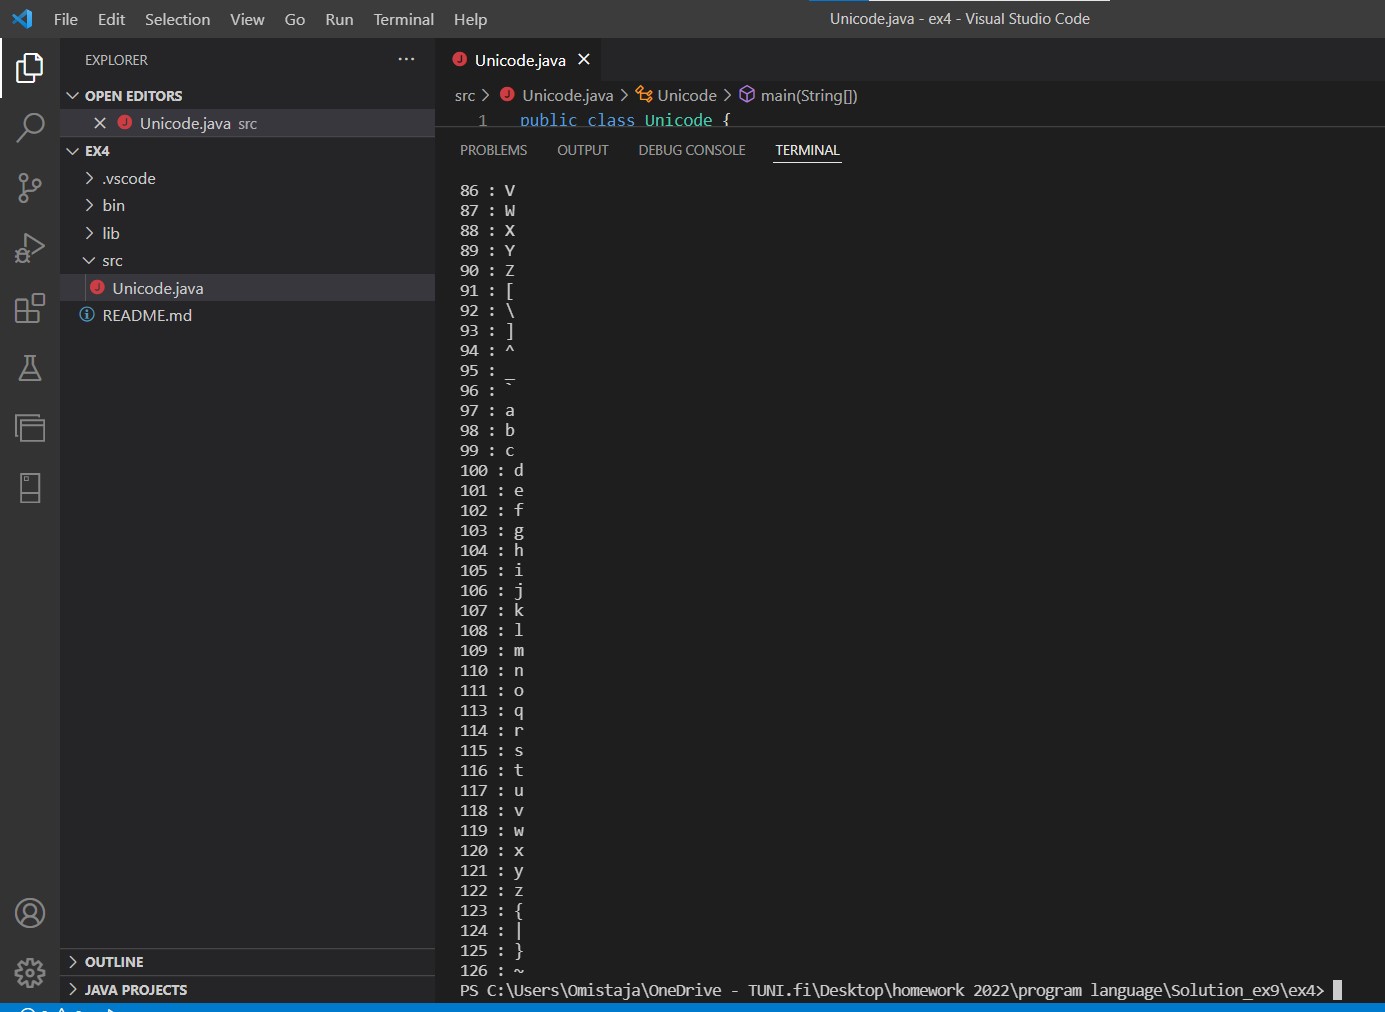 File Edit Selection View Go Run Terminal Help
Unicode.java - ex4 - Visual Studio Code
EXPLORER
OPEN EDITORS
Unicode.java src
EX4
.vscode
bin
lib
src
Unicode.java
README.md
OUTLINE
JAVA PROJECTS
Unicode.java
src > Unicode.java > Unicode > main(String[])
1 public class Unicode {
PROBLEMS OUTPUT DEBUG CONSOLE TERMINAL
86 : V
87 : W
88 : X
89 : Y
90 : Z
91 : [
92 : \
93 : ]
94 : ^
95 : _
96 : `
97 : a
98 : b
99 : c
100 : d
101 : e
102 : f
103 : g
104 : h
105 : i
106 : j
107 : k
108 : l
109 : m
110 : n
111 : o
113 : q
114 : r
115 : s
116 : t
117 : u
118 : v
119 : w
120 : x
121 : y
122 : z
123 : {
124 : |
125 : }
126 : ~
PS C:\Users\Omistaja\OneDrive - TUNI.fi\Desktop\homework 2022\program language\Solution_ex9\ex4>